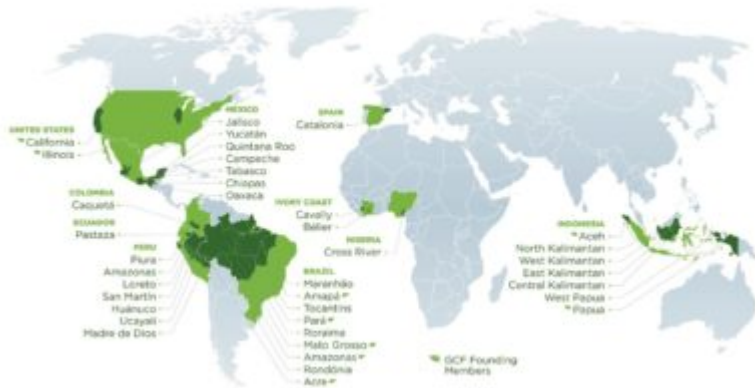 UNITED STATES
California
Illinois
MEXICO
Jalisco
Yucatán
Quintana Roo
Campeche
Tabasco
Chiapas
Oaxaca
COLOMBIA
Caquetá
ECUADOR
Pastaza
PERU
Piura
Amazonas
Loreto
San Martín
Huánuco
Ucayali
Madre de Dios
BRAZIL
Maranhão
Amapá
Tocantins
Pará
Roraima
Mato Grosso
Amazonas
Rondônia
Acre
SPAIN
Catalonia
IVORY COAST
Cavally
Bélier
NIGERIA
Cross River
INDONESIA
Aceh
North Kalimantan
West Kalimantan
East Kalimantan
Central Kalimantan
West Papua
Papua
GCF Founding
Members